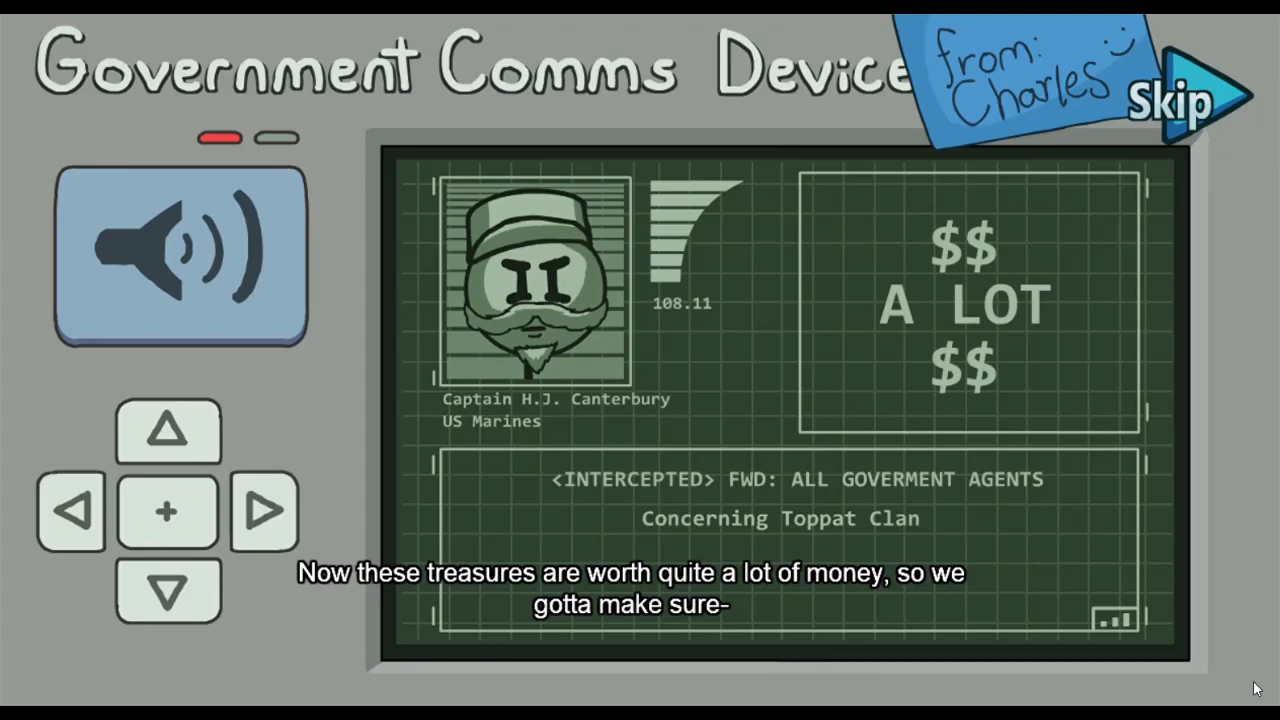 Government Comms Device
from:
Charles
Skip
$$
A LOT
$$
108.11
Captain H.J. Canterbury
US Marines
<INTERCEPTED> FWD: ALL GOVERMENT AGENTS
Concerning Toppat Clan
Now these treasures are worth quite a lot of money, so we
gotta make sure-